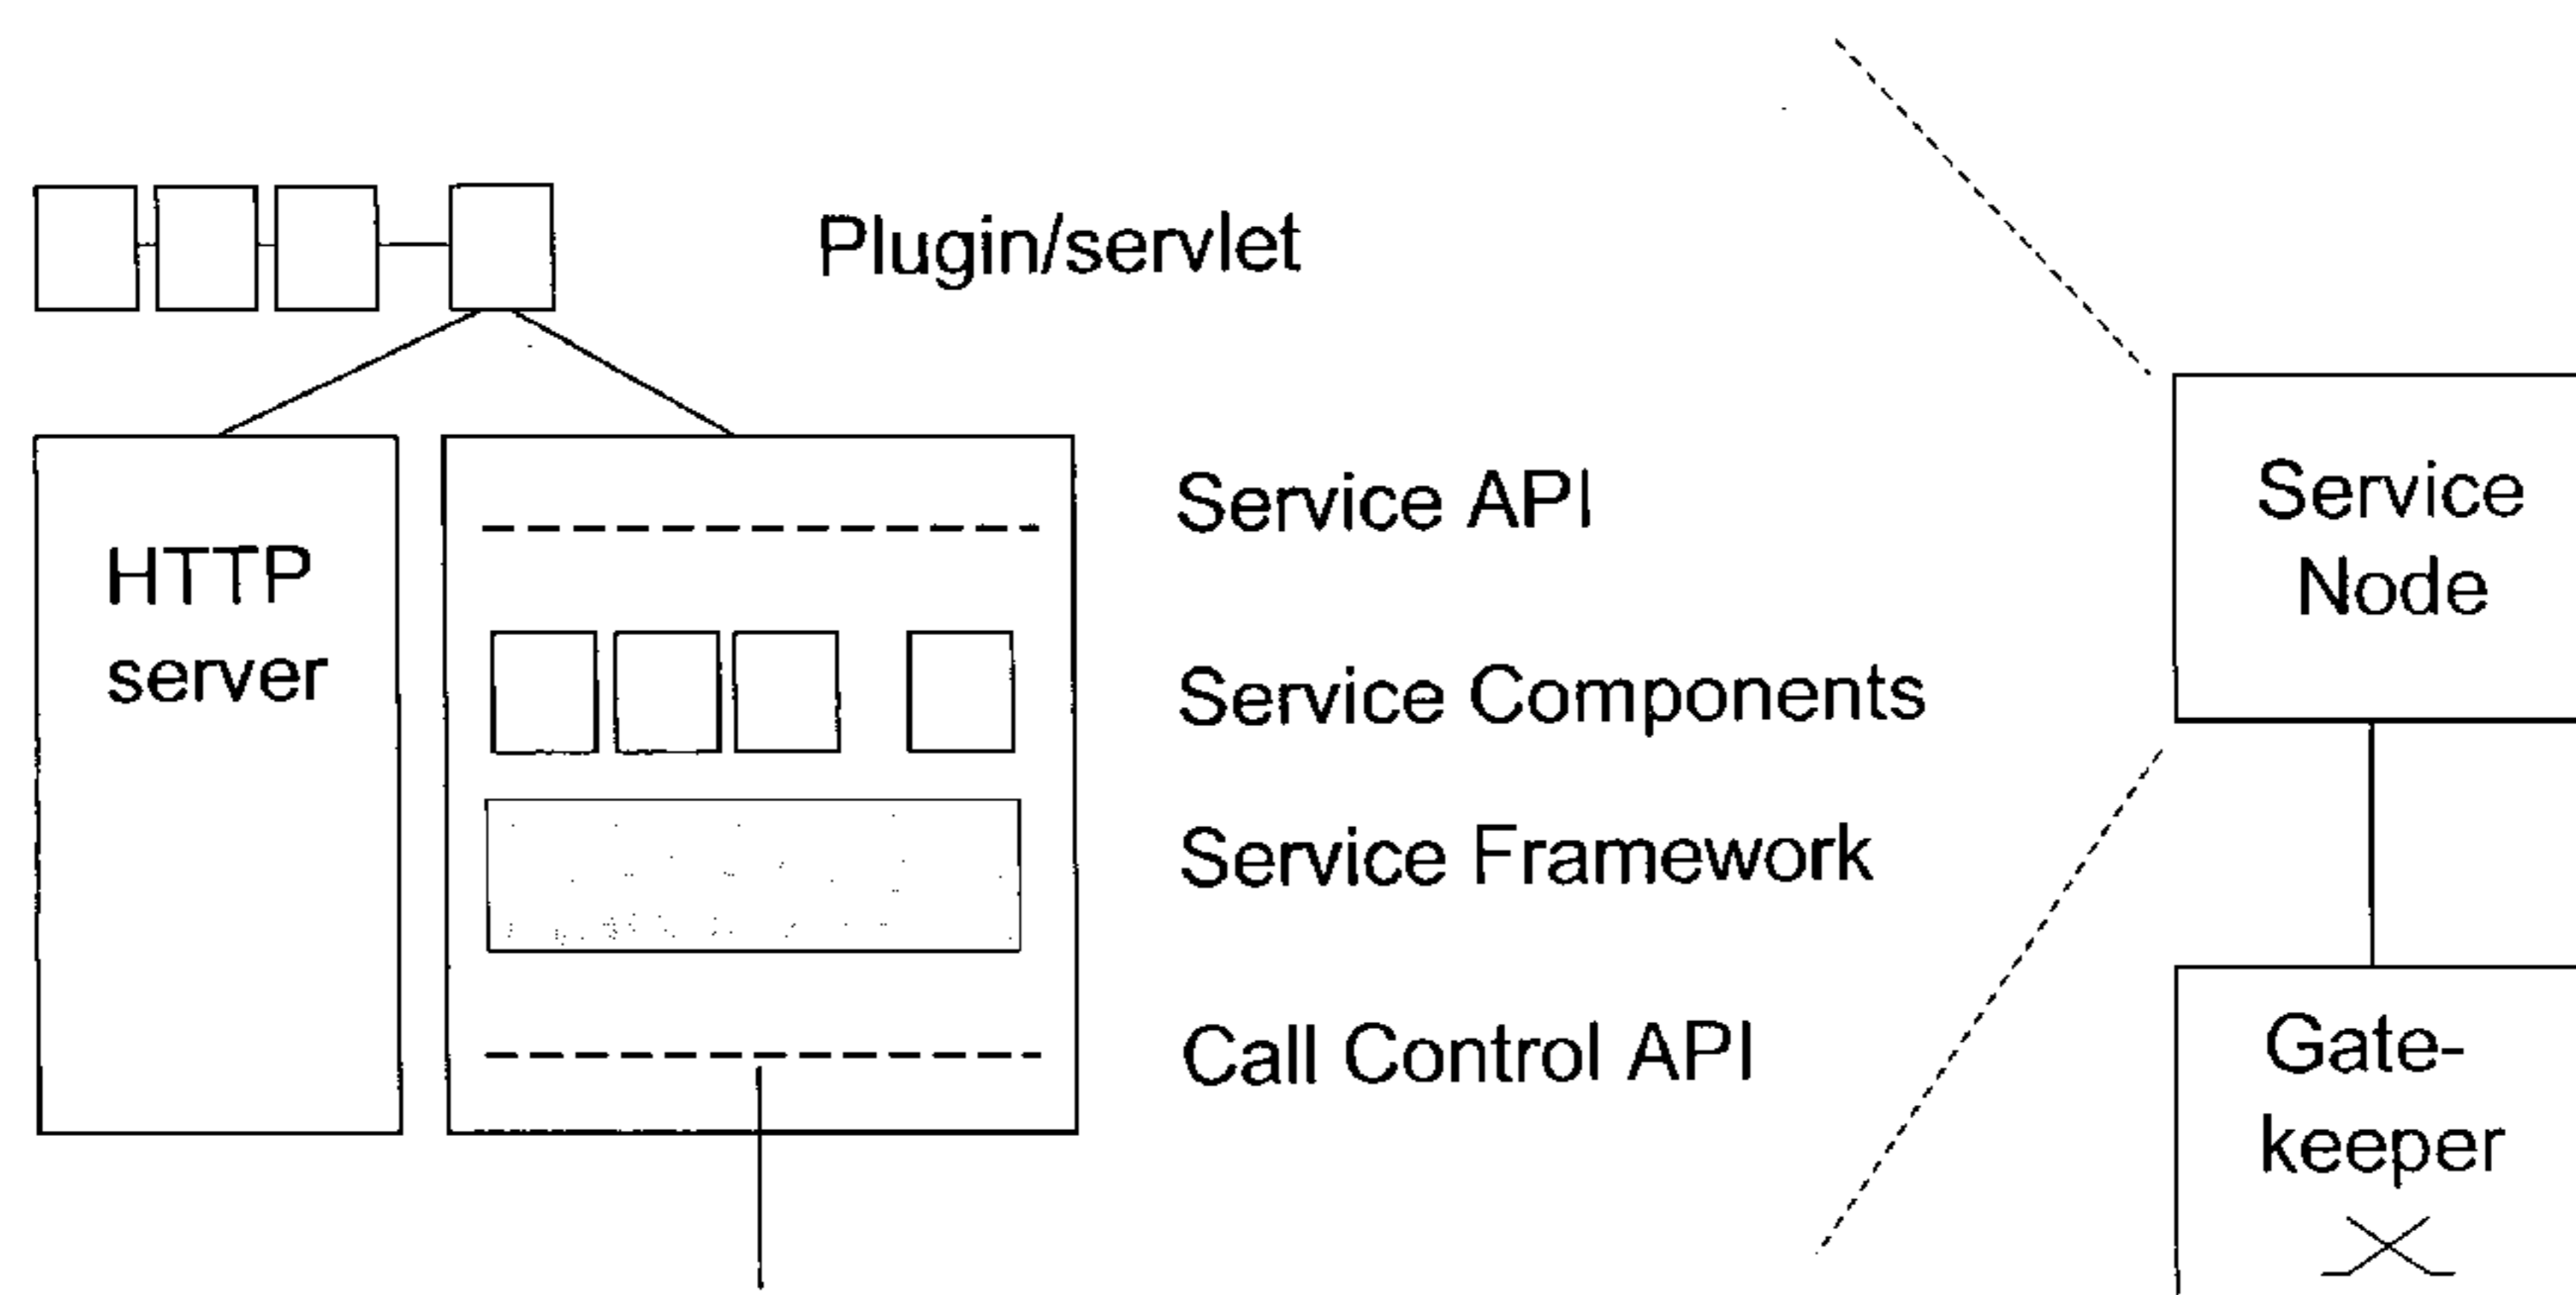 Plugin/servlet
HTTP
server
Service API
Service Components
Service Framework
Call Control API
Service
Node
Gate-
keeper